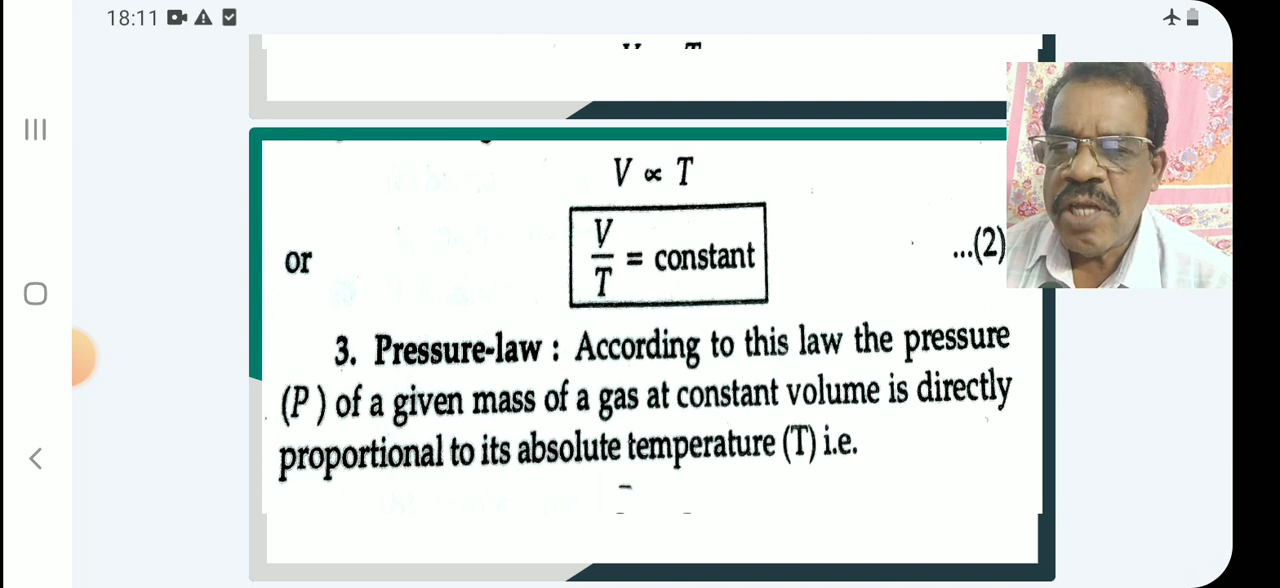 18:11
V ∝ T
or V/T = constant ...(2)
3. Pressure-law : According to this law the pressure
(P) of a given mass of a gas at constant volume is directly
proportional to its absolute temperature (T) i.e.